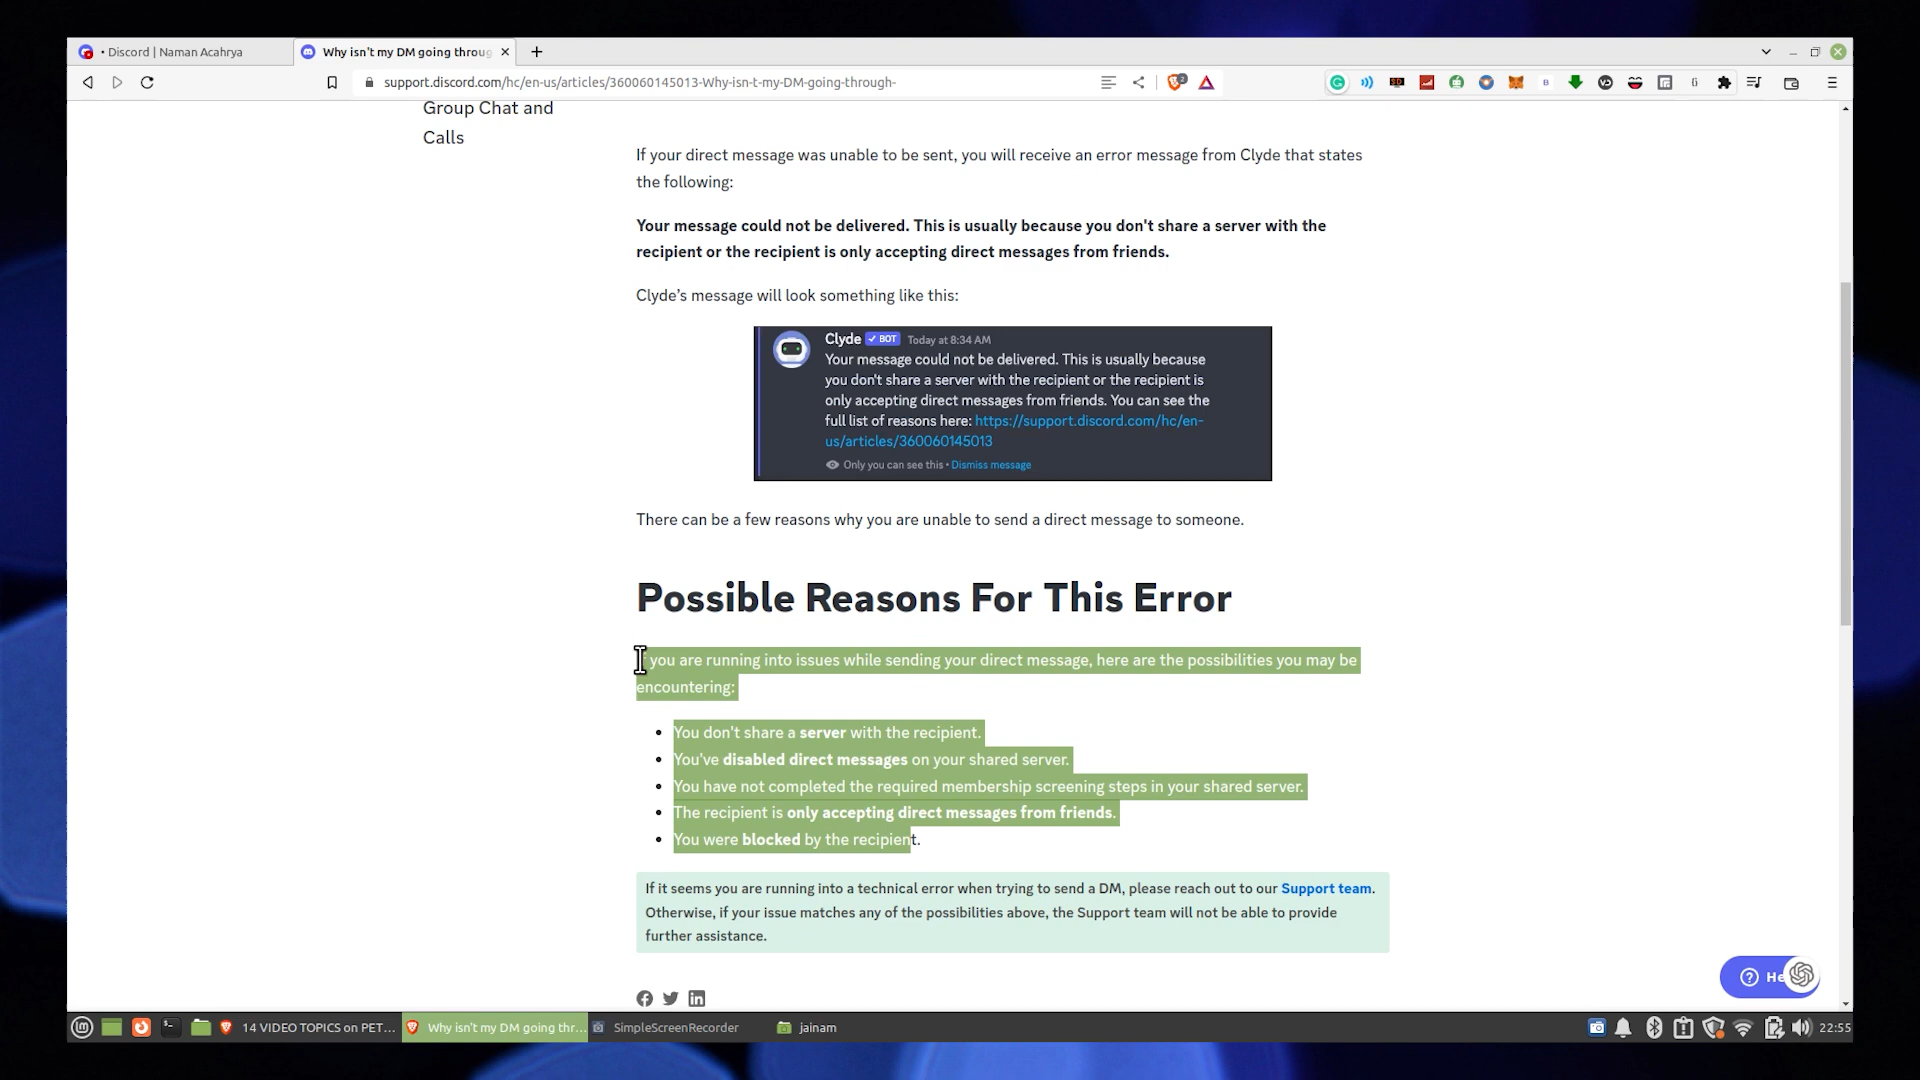 • Discord | Naman Acahrya
Why isn't my DM going throug
support.discord.com/hc/en-us/articles/360060145013-Why-isn-t-my-DM-going-through-
Group Chat and
Calls
If your direct message was unable to be sent, you will receive an error message from Clyde that states
the following:
Your message could not be delivered. This is usually because you don't share a server with the
recipient or the recipient is only accepting direct messages from friends.
Clyde's message will look something like this:
Clyde ✓ BOT Today at 8:34 AM
Your message could not be delivered. This is usually because
you don't share a server with the recipient or the recipient is
only accepting direct messages from friends. You can see the
full list of reasons here: https://support.discord.com/hc/en-
us/articles/360060145013
Only you can see this • Dismiss message
There can be a few reasons why you are unable to send a direct message to someone.
Possible Reasons For This Error
If you are running into issues while sending your direct message, here are the possibilities you may be
encountering:
• You don't share a server with the recipient.
• You've disabled direct messages on your shared server.
• You have not completed the required membership screening steps in your shared server.
• The recipient is only accepting direct messages from friends.
• You were blocked by the recipient.
If it seems you are running into a technical error when trying to send a DM, please reach out to our Support team.
Otherwise, if your issue matches any of the possibilities above, the Support team will not be able to provide
further assistance.
He
14 VIDEO TOPICS on PET...
Why isn't my DM going thr...
SimpleScreenRecorder
jainam
22:55